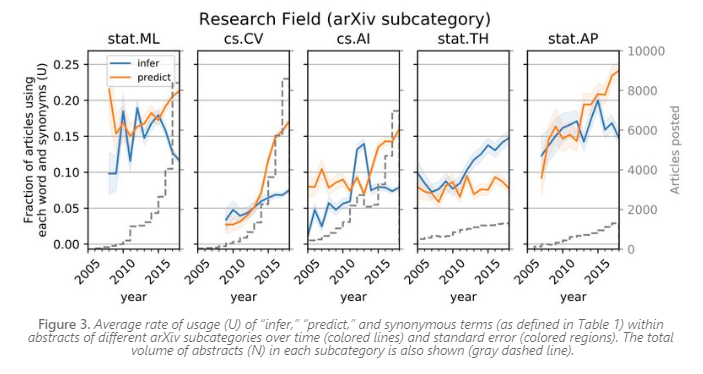 Research Field (arXiv subcategory)
stat.ML cs.CV cs.AI stat.TH stat.AP
Fraction of articles using
each word and synonyms (U)
0.25
0.20
0.15
0.10
0.05
0.00
infer
predict
10000
8000
6000
4000
2000
0
Articles posted
2005 2010 2015 2005 2010 2015 2005 2010 2015 2005 2010 2015 2005 2010 2015
year year year year year
Figure 3. Average rate of usage (U) of “infer,” “predict,” and synonymous terms (as defined in Table 1) within
abstracts of different arXiv subcategories over time (colored lines) and standard error (colored regions). The total
volume of abstracts (N) in each subcategory is also shown (gray dashed line).